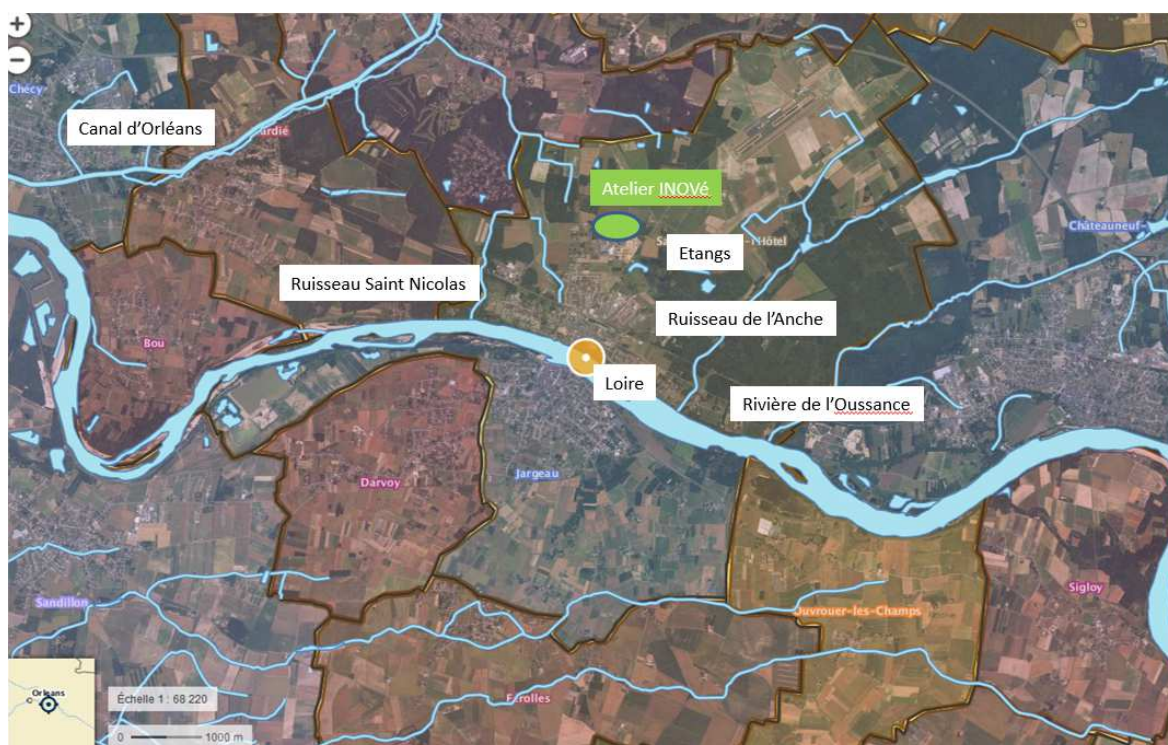 +
−
Chécy
Canal d'Orléans
Atelier INOVé
Châteauneuf-
Etangs
Ruisseau Saint Nicolas
Ruisseau de l'Anche
Bou
Loire
Rivière de l'Oussance
Jargeau
Darvoy
Sigloy
Sandillon
Ouvrouer-les-Champs
Férolles
Orléans
Échelle 1 : 68 220
0 1000 m